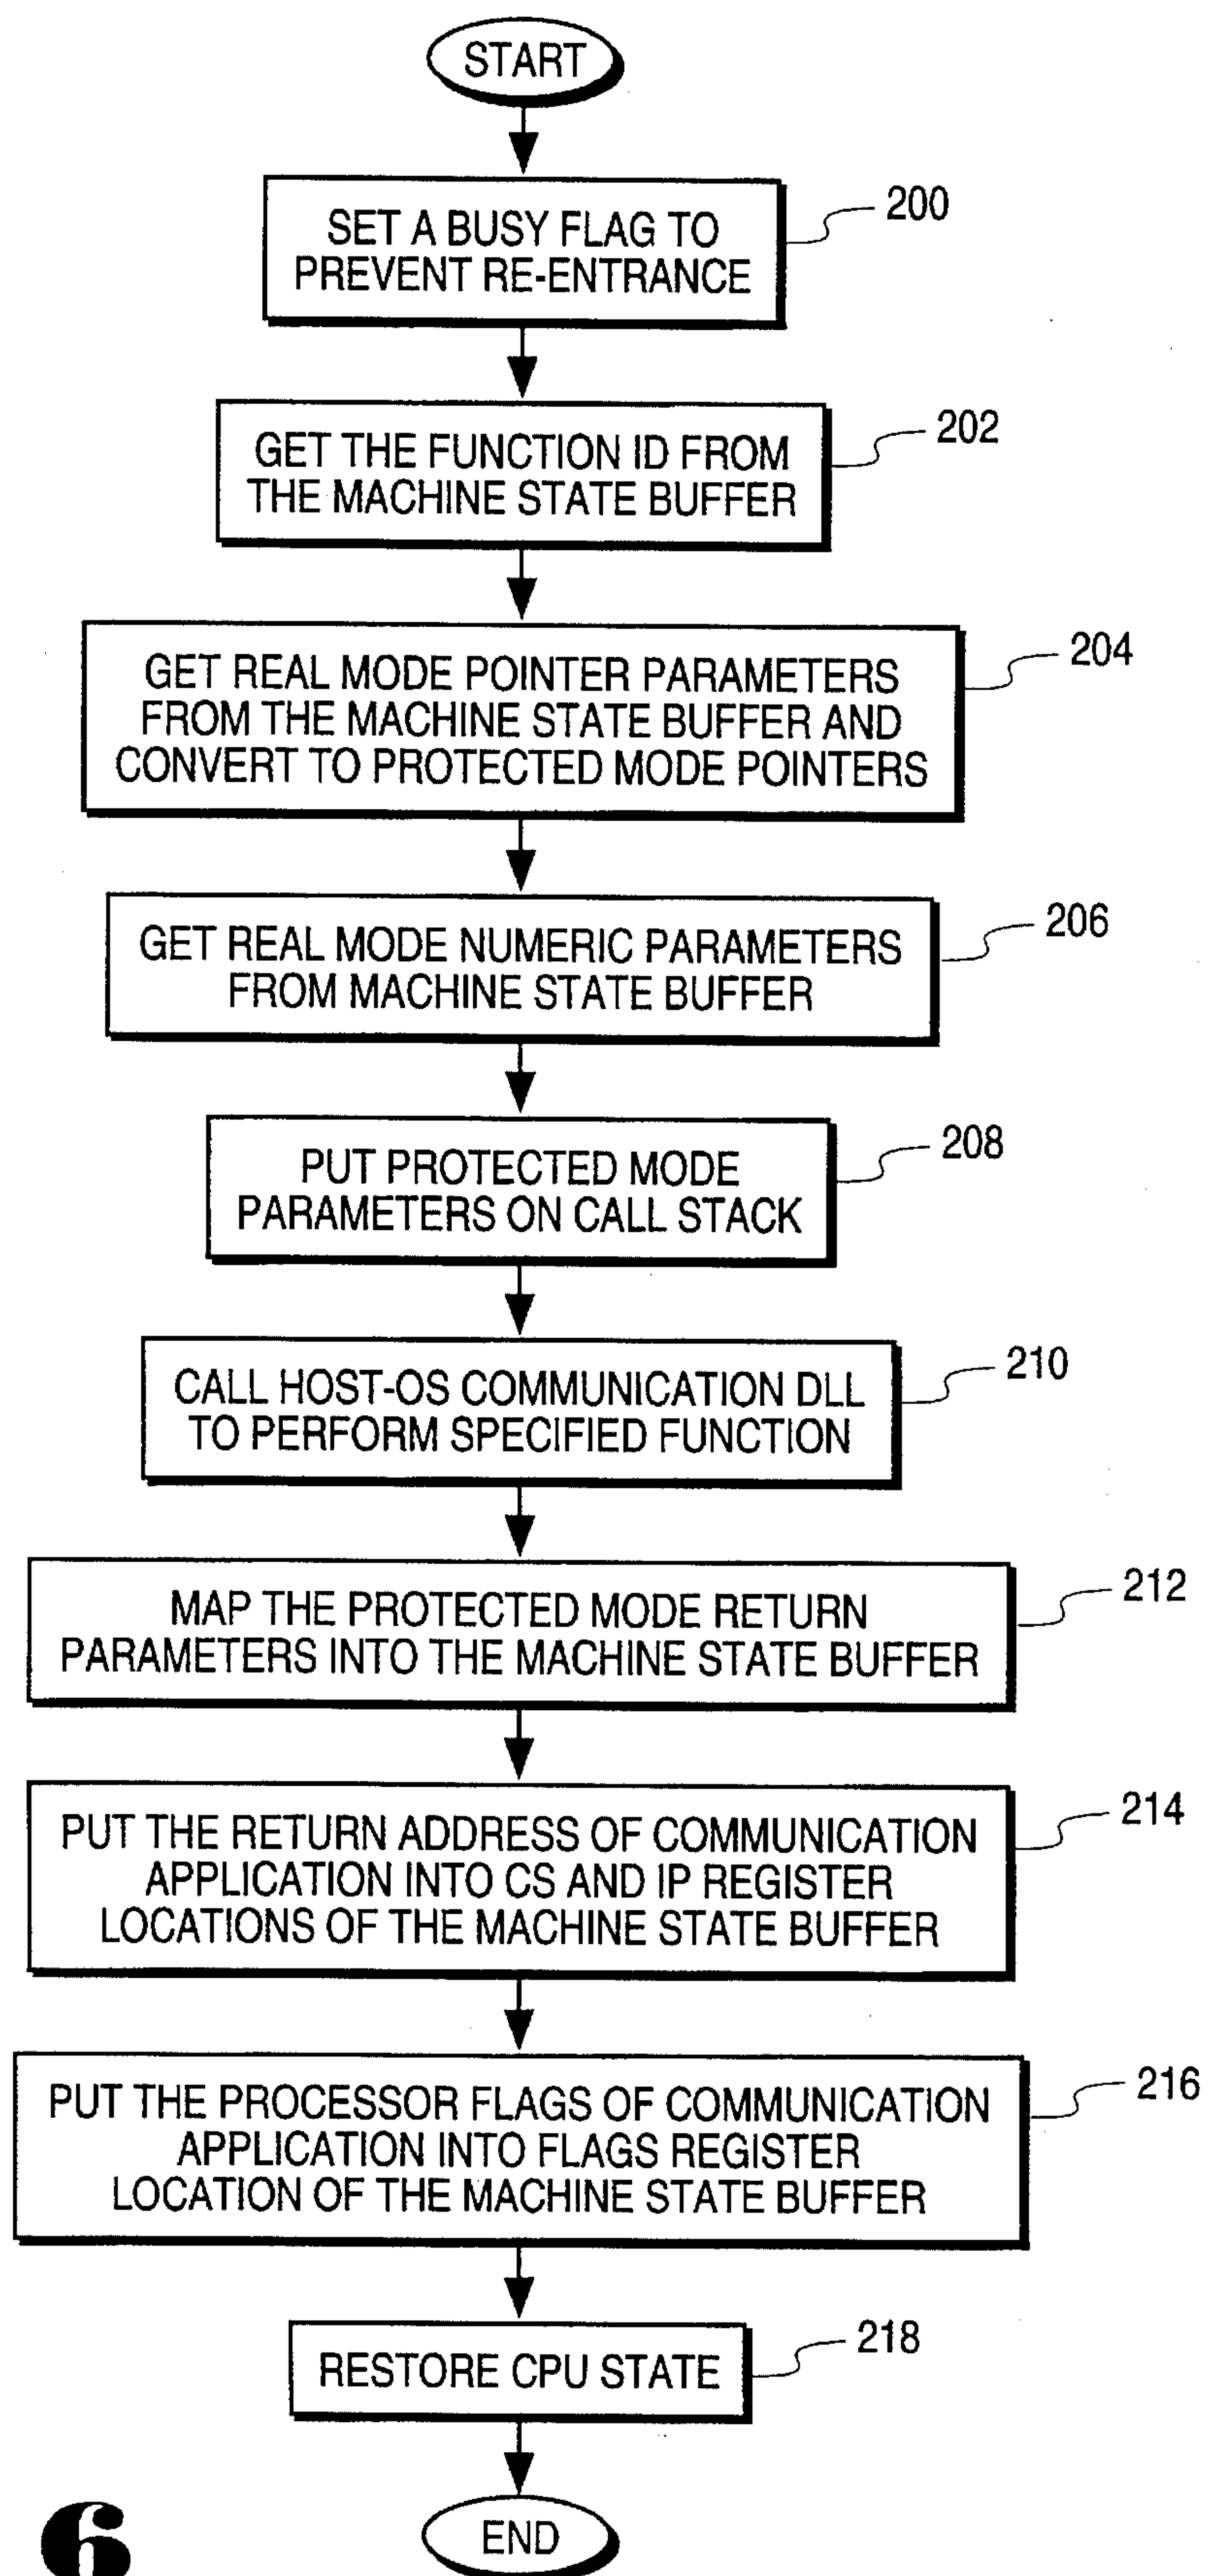 START
SET A BUSY FLAG TO
PREVENT RE-ENTRANCE
200
GET THE FUNCTION ID FROM
THE MACHINE STATE BUFFER
202
GET REAL MODE POINTER PARAMETERS
FROM THE MACHINE STATE BUFFER AND
CONVERT TO PROTECTED MODE POINTERS
204
GET REAL MODE NUMERIC PARAMETERS
FROM MACHINE STATE BUFFER
206
PUT PROTECTED MODE
PARAMETERS ON CALL STACK
208
CALL HOST-OS COMMUNICATION DLL
TO PERFORM SPECIFIED FUNCTION
210
MAP THE PROTECTED MODE RETURN
PARAMETERS INTO THE MACHINE STATE BUFFER
212
PUT THE RETURN ADDRESS OF COMMUNICATION
APPLICATION INTO CS AND IP REGISTER
LOCATIONS OF THE MACHINE STATE BUFFER
214
PUT THE PROCESSOR FLAGS OF COMMUNICATION
APPLICATION INTO FLAGS REGISTER
LOCATION OF THE MACHINE STATE BUFFER
216
RESTORE CPU STATE
218
END
6